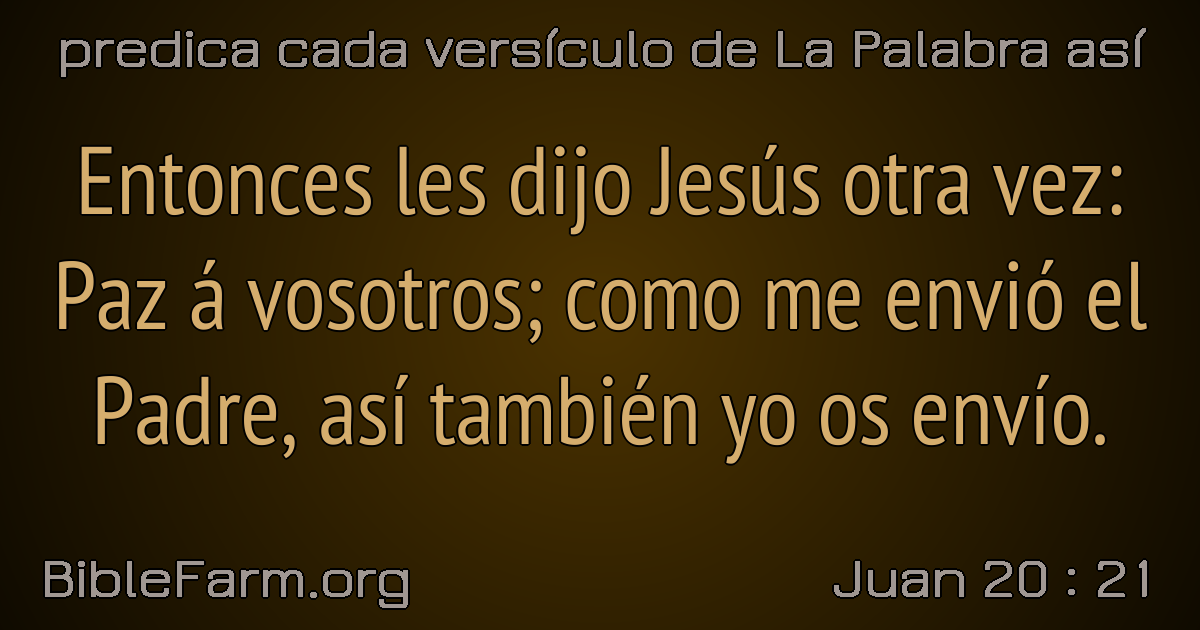 predica cada versículo de La Palabra así
Entonces les dijo Jesús otra vez:
Paz á vosotros; como me envió el
Padre, así también yo os envío.
BibleFarm.org
Juan 20 : 21